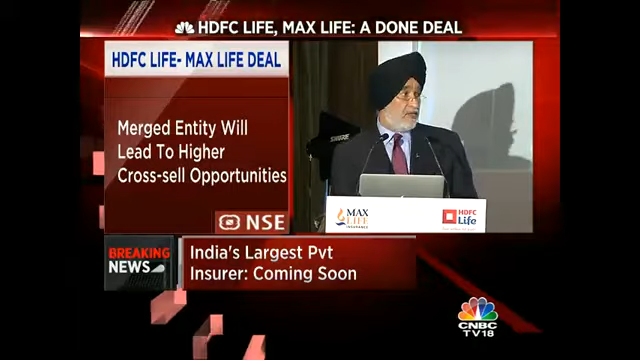 HDFC LIFE, MAX LIFE: A DONE DEAL
HDFC LIFE- MAX LIFE DEAL
Merged Entity Will
Lead To Higher
Cross-sell Opportunities
NSE
MAX
LIFE
INSURANCE
HDFC
Life
BREAKING
NEWS
India's Largest Pvt
Insurer: Coming Soon
CNBC
TV18